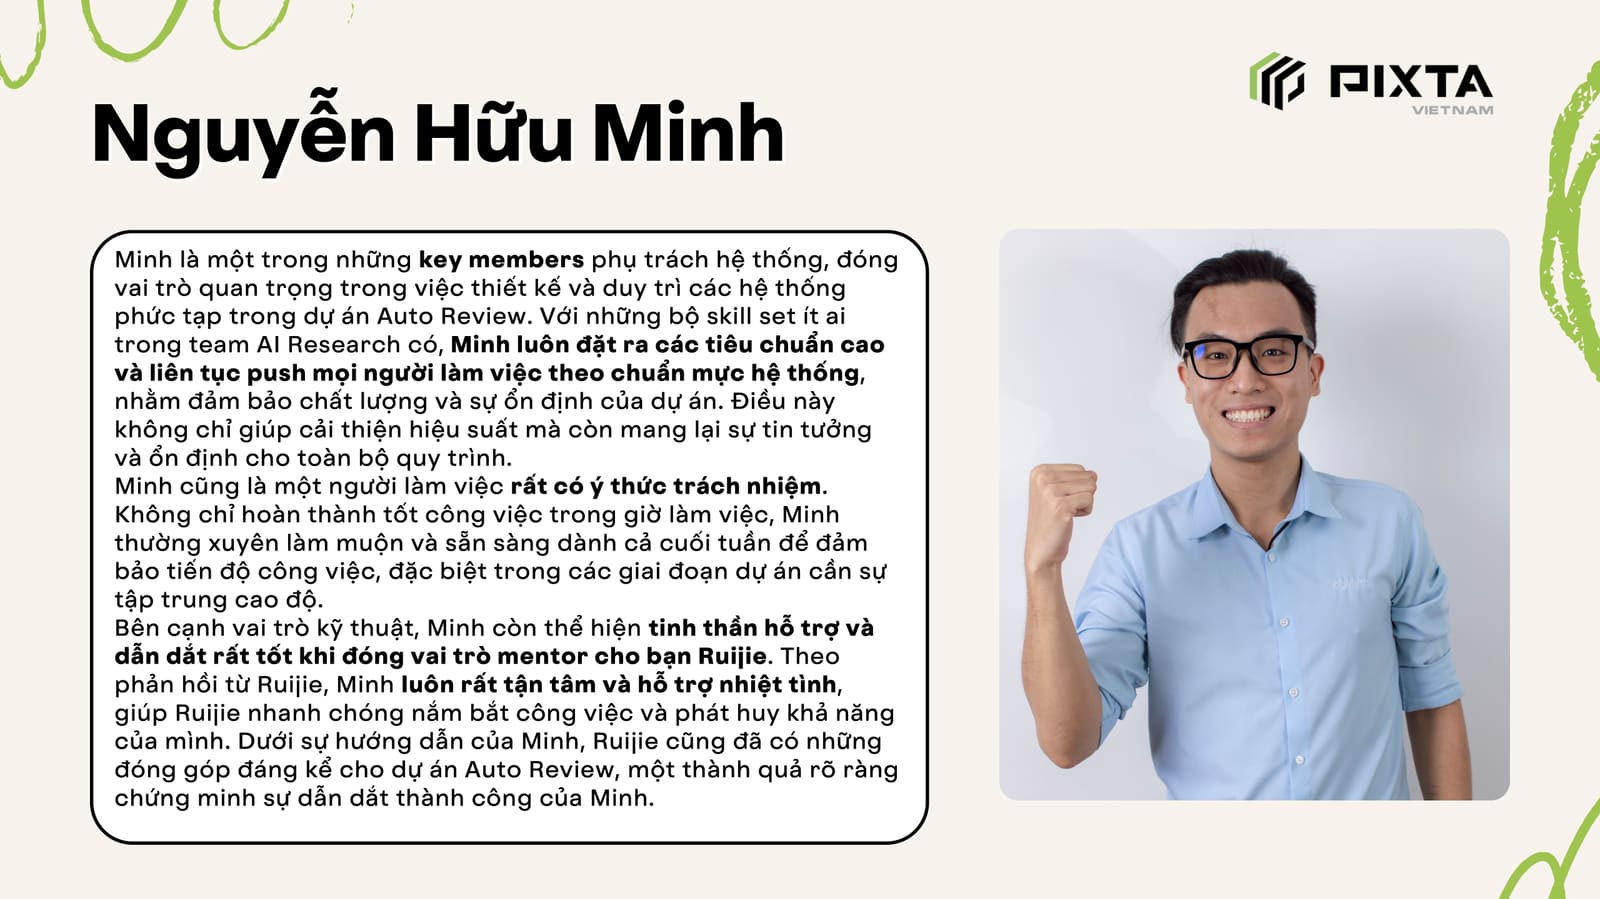 PIXTA
VIETNAM
Nguyễn Hữu Minh
Minh là một trong những key members phụ trách hệ thống, đóng
vai trò quan trọng trong việc thiết kế và duy trì các hệ thống
phức tạp trong dự án Auto Review. Với những bộ skill set ít ai
trong team AI Research có, Minh luôn đặt ra các tiêu chuẩn cao
và liên tục push mọi người làm việc theo chuẩn mực hệ thống,
nhằm đảm bảo chất lượng và sự ổn định của dự án. Điều này
không chỉ giúp cải thiện hiệu suất mà còn mang lại sự tin tưởng
và ổn định cho toàn bộ quy trình.
Minh cũng là một người làm việc rất có ý thức trách nhiệm.
Không chỉ hoàn thành tốt công việc trong giờ làm việc, Minh
thường xuyên làm muộn và sẵn sàng dành cả cuối tuần để đảm
bảo tiến độ công việc, đặc biệt trong các giai đoạn dự án cần sự
tập trung cao độ.
Bên cạnh vai trò kỹ thuật, Minh còn thể hiện tinh thần hỗ trợ và
dẫn dắt rất tốt khi đóng vai trò mentor cho bạn Ruijie. Theo
phản hồi từ Ruijie, Minh luôn rất tận tâm và hỗ trợ nhiệt tình,
giúp Ruijie nhanh chóng nắm bắt công việc và phát huy khả năng
của mình. Dưới sự hướng dẫn của Minh, Ruijie cũng đã có những
đóng góp đáng kể cho dự án Auto Review, một thành quả rõ ràng
chứng minh sự dẫn dắt thành công của Minh.